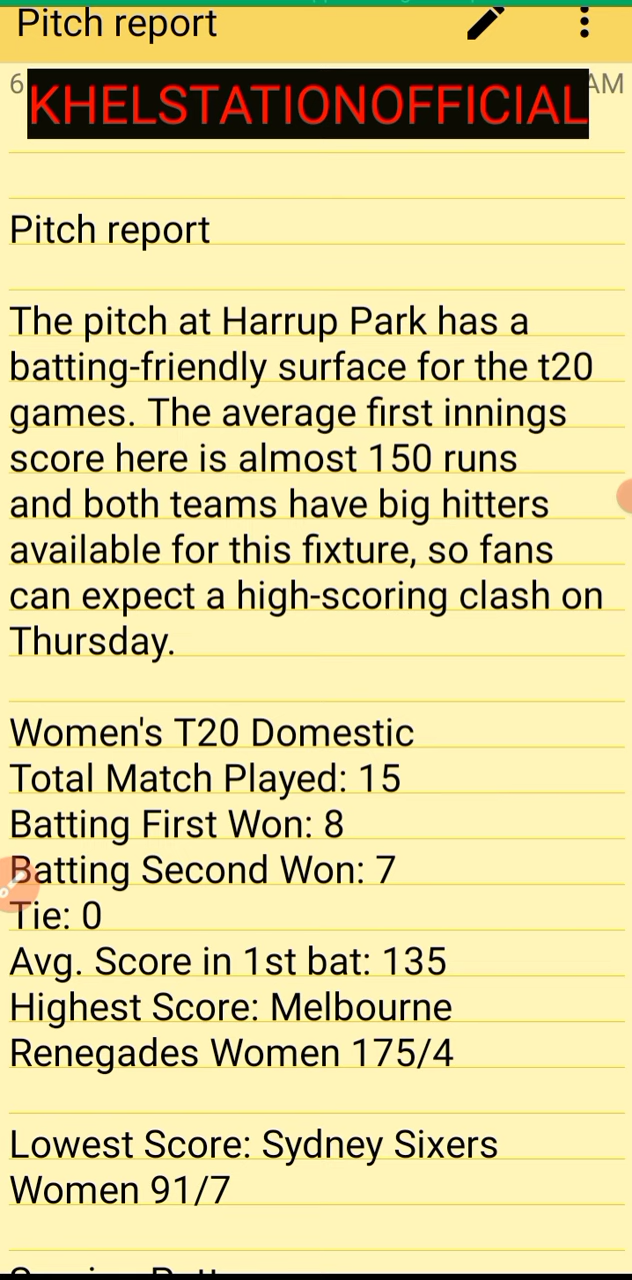 Pitch report
6
KHELSTATIONOFFICIAL
AM
Pitch report
The pitch at Harrup Park has a
batting-friendly surface for the t20
games. The average first innings
score here is almost 150 runs
and both teams have big hitters
available for this fixture, so fans
can expect a high-scoring clash on
Thursday.
Women's T20 Domestic
Total Match Played: 15
Batting First Won: 8
Batting Second Won: 7
Tie: 0
Avg. Score in 1st bat: 135
Highest Score: Melbourne
Renegades Women 175/4
Lowest Score: Sydney Sixers
Women 91/7